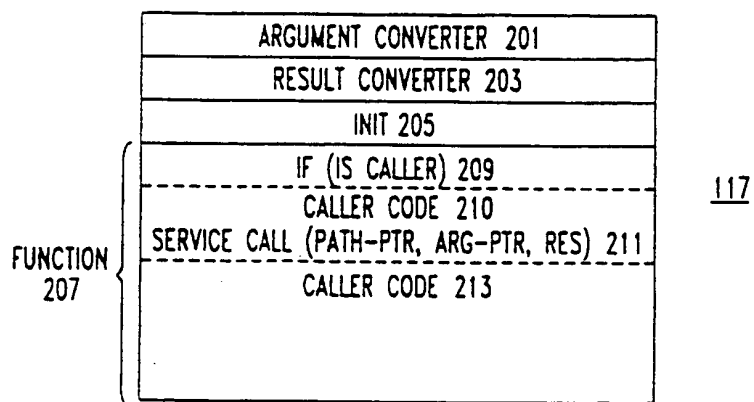 ARGUMENT CONVERTER 201
RESULT CONVERTER 203
INIT 205
IF (IS CALLER) 209
117
CALLER CODE 210
SERVICE CALL (PATH-PTR, ARG-PTR, RES) 211
FUNCTION
207
CALLER CODE 213